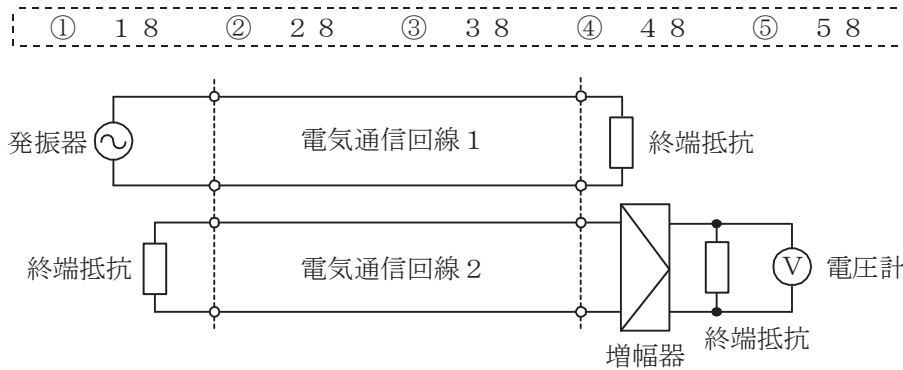 ① 18 ② 28 ③ 38 ④ 48 ⑤ 58
発振器
電気通信回線1
終端抵抗
終端抵抗
電気通信回線2
V
電圧計
終端抵抗
増幅器